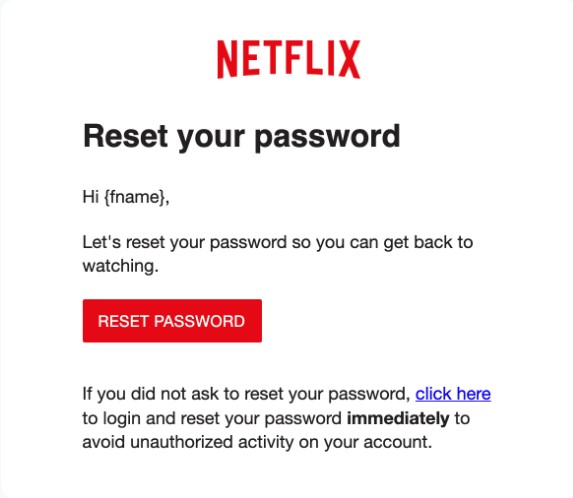 NETFLIX
Reset your password
Hi {fname},
Let's reset your password so you can get back to
watching.
RESET PASSWORD
If you did not ask to reset your password, click here
to login and reset your password immediately to
avoid unauthorized activity on your account.